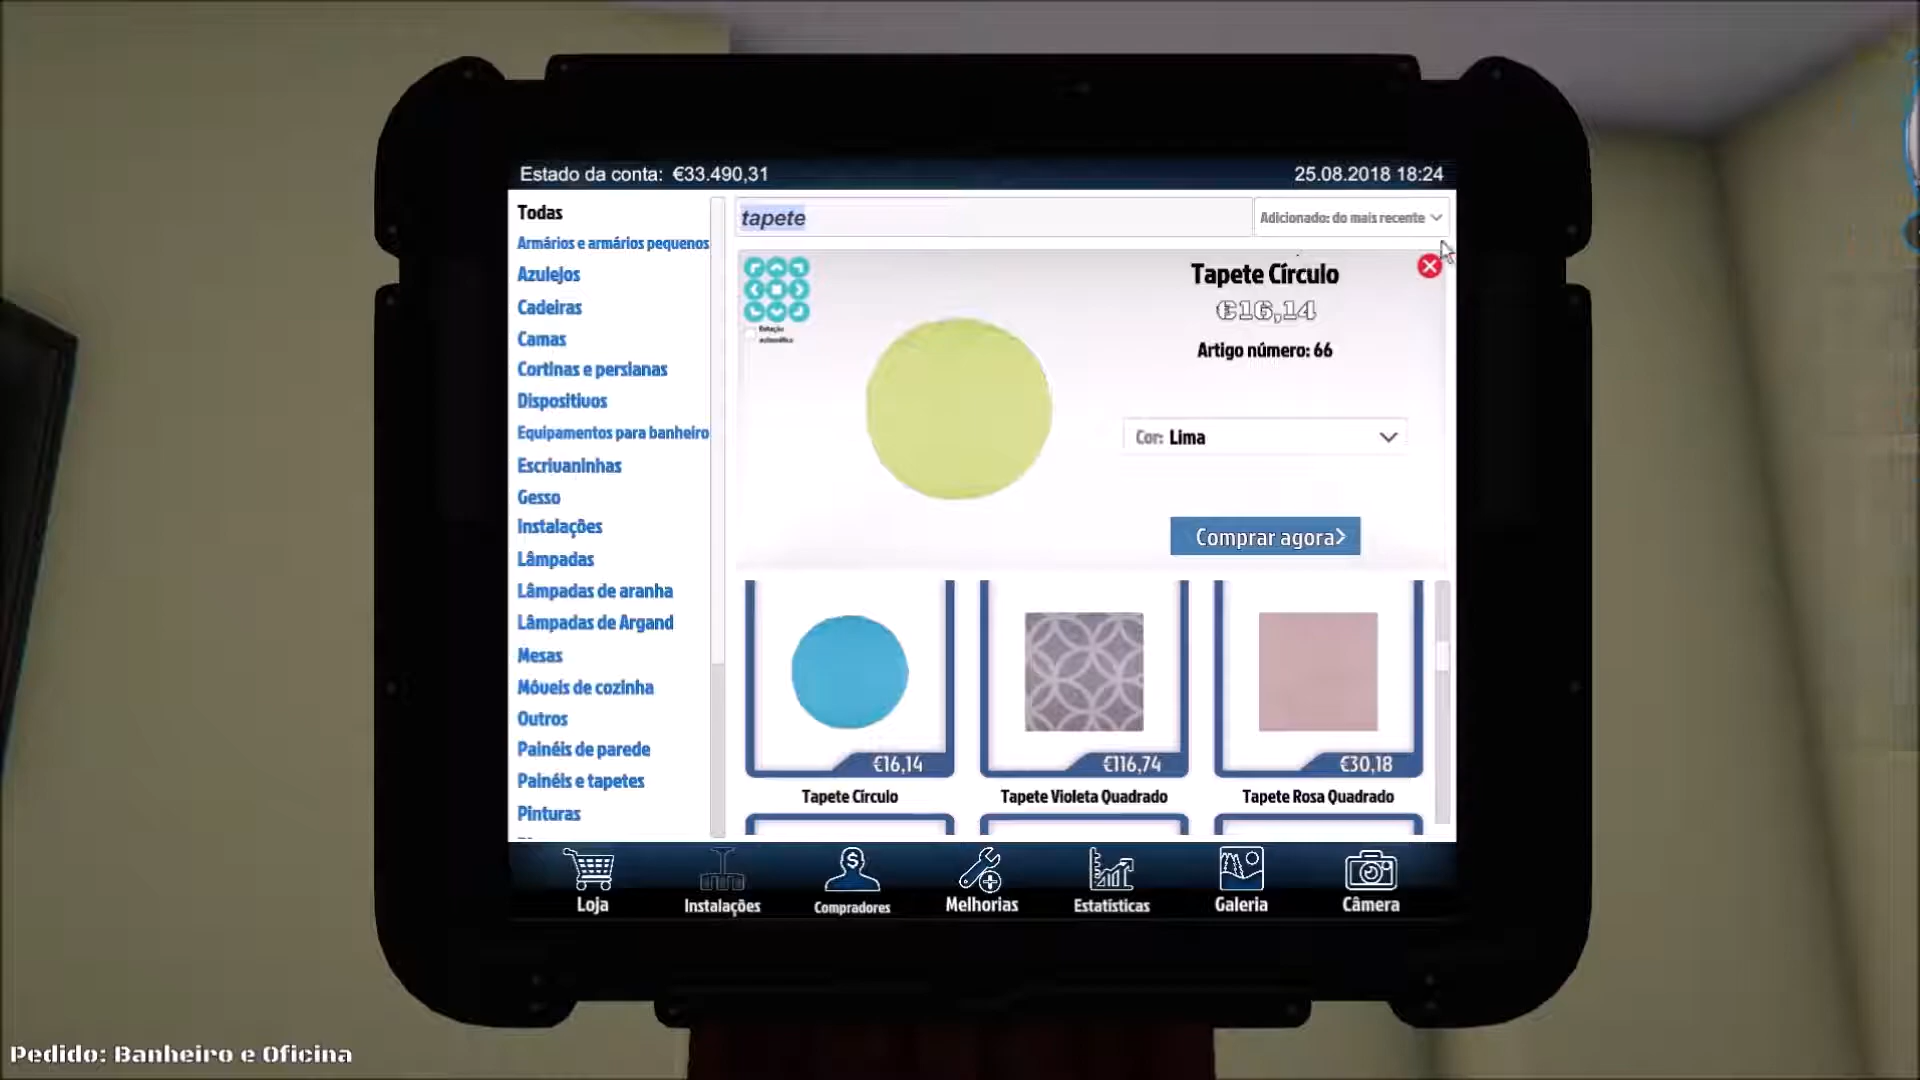 Estado da conta: €33.490,31
25.08.2018 18:24
Todas
Armários e armários pequenos
Azulejos
Cadeiras
Camas
Cortinas e persianas
Dispositivos
Equipamentos para banheiro
Escrivaninhas
Gesso
Instalações
Lâmpadas
Lâmpadas de aranha
Lâmpadas de Argand
Mesas
Móveis de cozinha
Outros
Painéis de parede
Painéis e tapetes
Pinturas
tapete
Adicionado: do mais recente
Rotação
automática
Tapete Círculo
€16,14
Artigo número: 66
Cor: Lima
Comprar agora>
€16,14
€116,74
€30,18
Tapete Círculo
Tapete Violeta Quadrado
Tapete Rosa Quadrado
Loja
Instalações
Compradores
Melhorias
Estatísticas
Galeria
Câmera
Pedido: Banheiro e Oficina